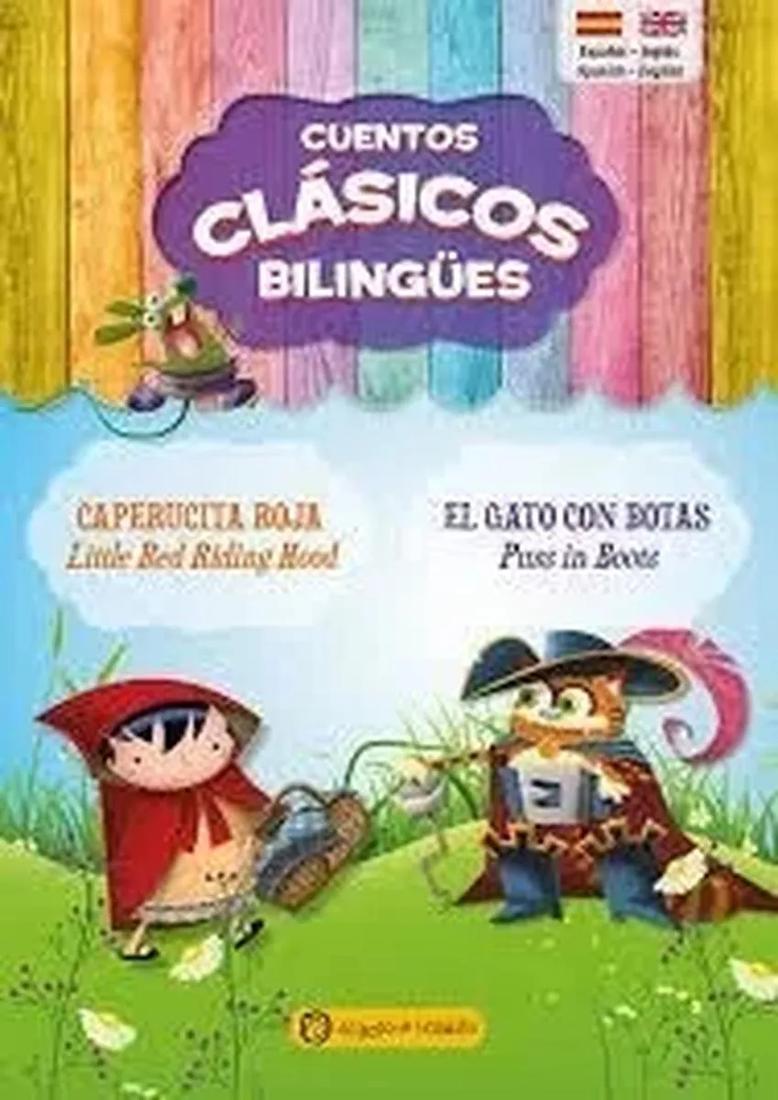 Español - Inglés
Spanish - English
CUENTOS
CLÁSICOS
BILINGÜES
CAPERUCITA ROJA
Little Red Riding Hood
EL GATO CON BOTAS
Puss in Boots